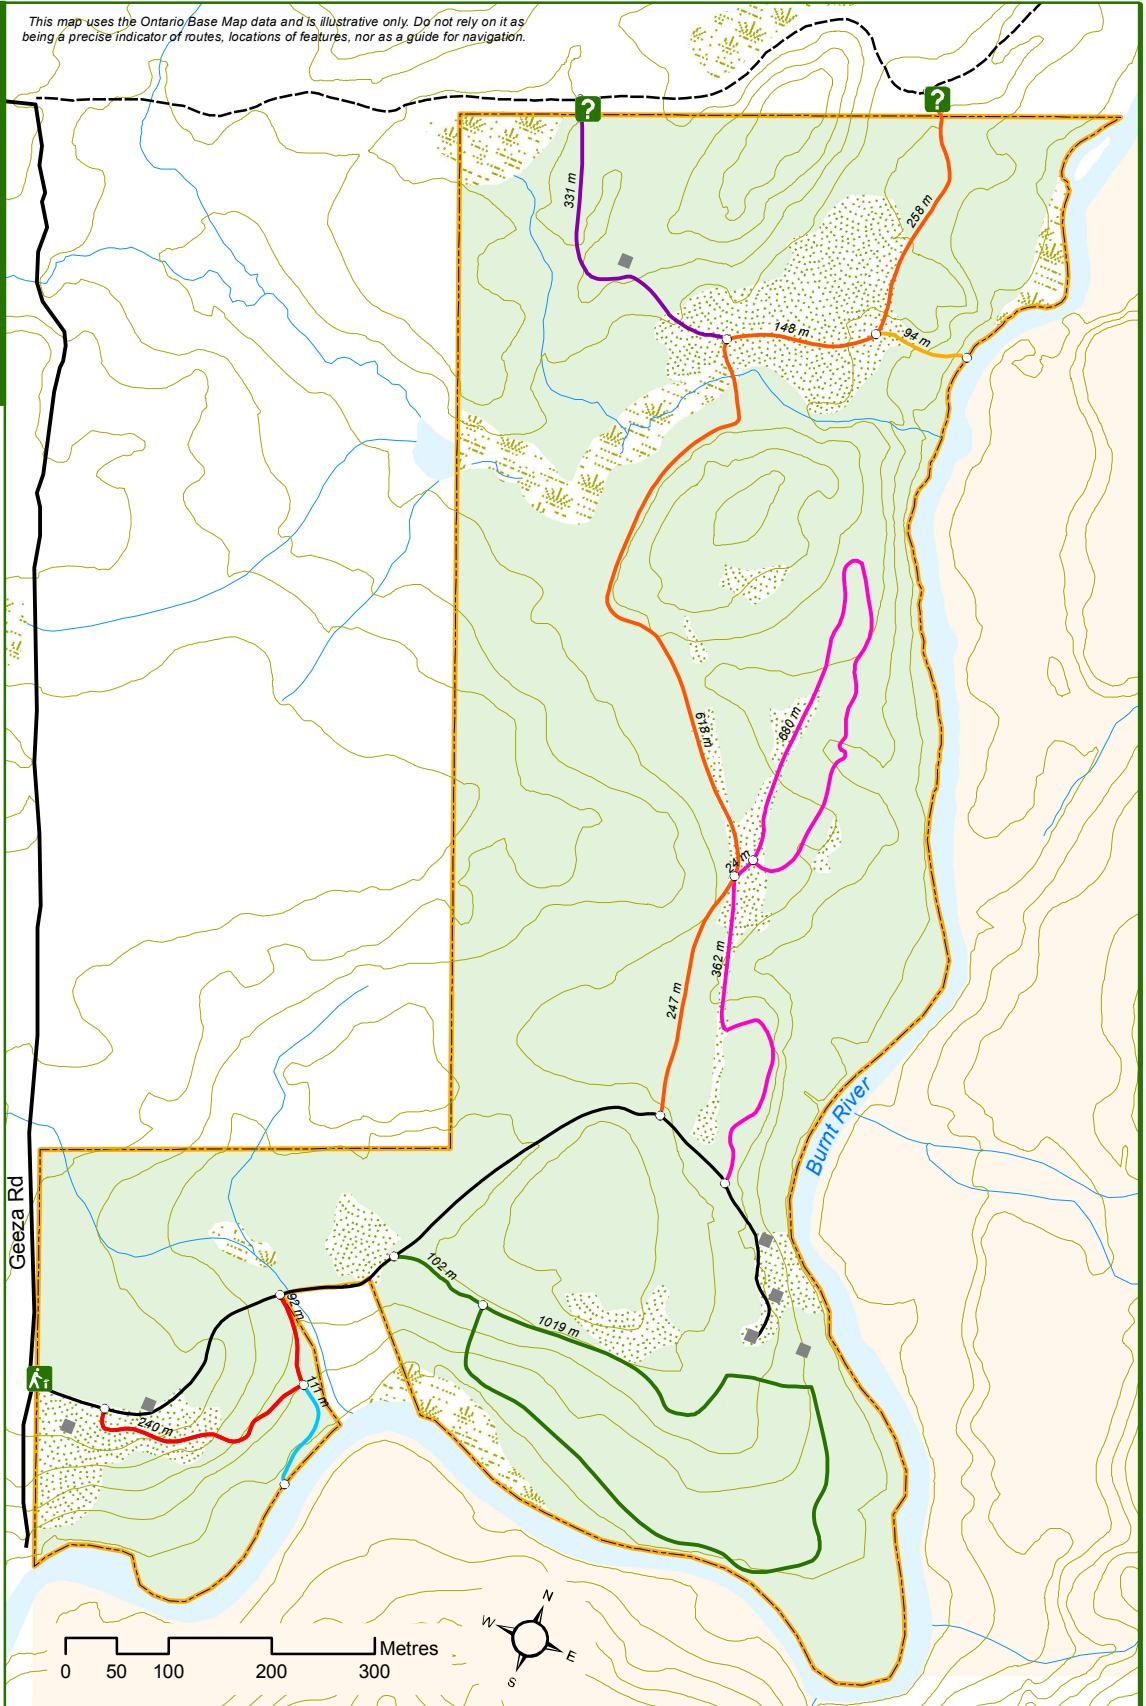 This map uses the Ontario Base Map data and is illustrative only. Do not rely on it as
being a precise indicator of routes, locations of features, nor as a guide for navigation.
?
?
331 m
258 m
148 m
94 m
618 m
680 m
24 m
362 m
247 m
Burnt River
Geeza Rd
102 m
92 m
1019 m
111 m
240 m
N
W
E
S
Metres
0 50 100 200 300